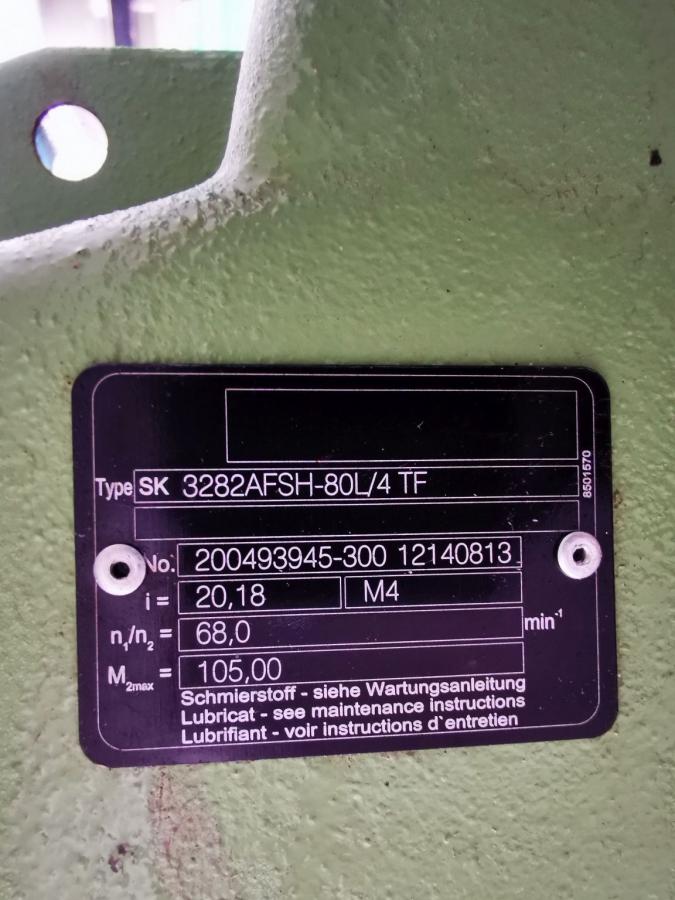 8501570
Type SK 3282AFSH-80L/4 TF
No. 200493945-300 12140813
i = 20,18 M4
n₁/n₂ = 68,0 min⁻¹
M₂max = 105,00
Schmierstoff - siehe Wartungsanleitung
Lubricat - see maintenance instructions
Lubrifiant - voir instructions d`entretien